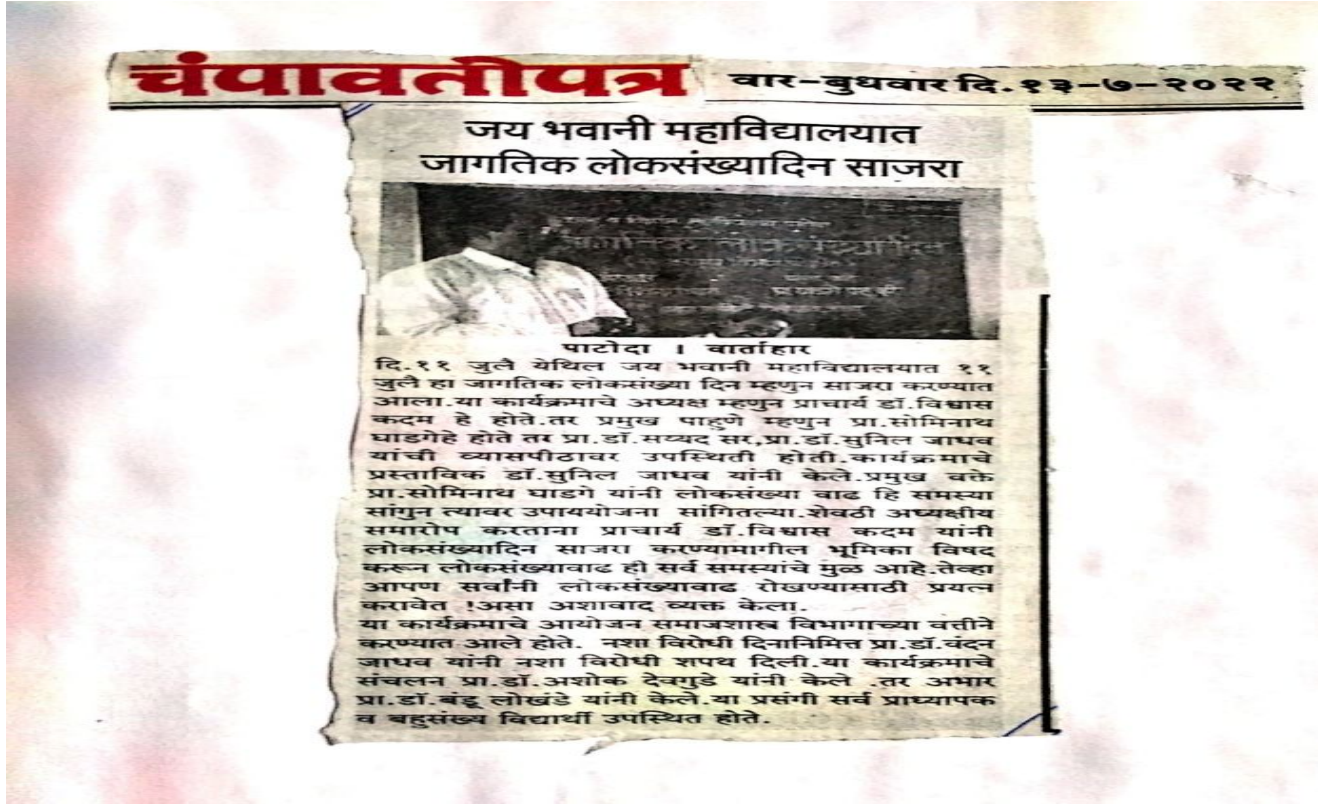 चंपावतीपत्र वार-बुधवार दि.१३-७-२०२२
जय भवानी महाविद्यालयात
जागतिक लोकसंख्यादिन साजरा
जागतिक लोकसंख्यादिन
पाटोदा । वार्ताहार
दि.११ जुलै येथिल जय भवानी महाविद्यालयात ११
जुलै हा जागतिक लोकसंख्या दिन म्हणुन साजरा करण्यात
आला.या कार्यक्रमाचे अध्यक्ष म्हणुन प्राचार्य डॉ.विश्वास
कदम हे होते.तर प्रमुख पाहुणे म्हणुन प्रा.सोमिनाथ
घाडगेहे होते तर प्रा.डॉ.सय्यद सर,प्रा.डॉ.सुनिल जाधव
यांची व्यासपीठावर उपस्थिती होती.कार्यक्रमाचे
प्रस्ताविक डॉ.सुनिल जाधव यांनी केले.प्रमुख वक्ते
प्रा.सोमिनाथ घाडगे यांनी लोकसंख्या वाढ हि समस्या
सांगुन त्यावर उपाययोजना सांगितल्या.शेवठी अध्यक्षीय
समारोप करताना प्राचार्य डॉ.विश्वास कदम यांनी
लोकसंख्यादिन साजरा करण्यामागील भूमिका विषद
करून लोकसंख्यावाढ ही सर्व समस्यांचे मुळ आहे.तेव्हा
आपण सर्वांनी लोकसंख्यावाढ रोखण्यासाठी प्रयत्न
करावेत !असा अशावाद व्यक्त केला.
या कार्यक्रमाचे आयोजन समाजशास्त्र विभागाच्या वतीने
करण्यात आले होते. नशा विरोधी दिनानिमित्त प्रा.डॉ.वंदन
जाधव यांनी नशा विरोधी शपथ दिली.या कार्यक्रमाचे
संचलन प्रा.डॉ.अशोक देवगुडे यांनी केले .तर अभार
प्रा.डॉ.बंडू लोखंडे यांनी केले.या प्रसंगी सर्व प्राध्यापक
व बहुसंख्य विद्यार्थी उपस्थित होते.